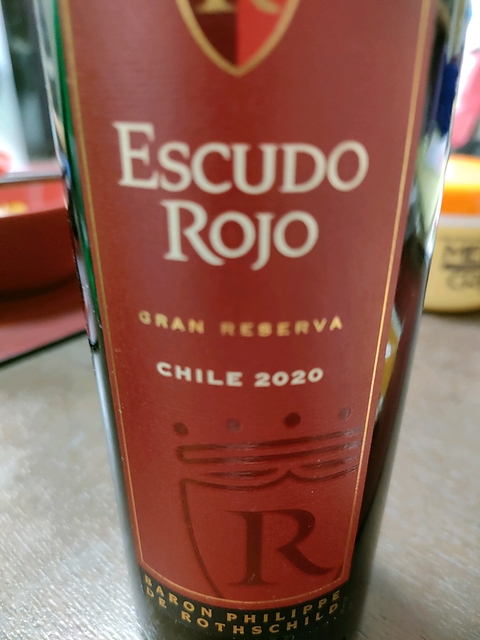 R
ESCUDO
ROJO
GRAN RESERVA
CHILE 2020
R
BARON PHILIPPE
DE ROTHSCHILD